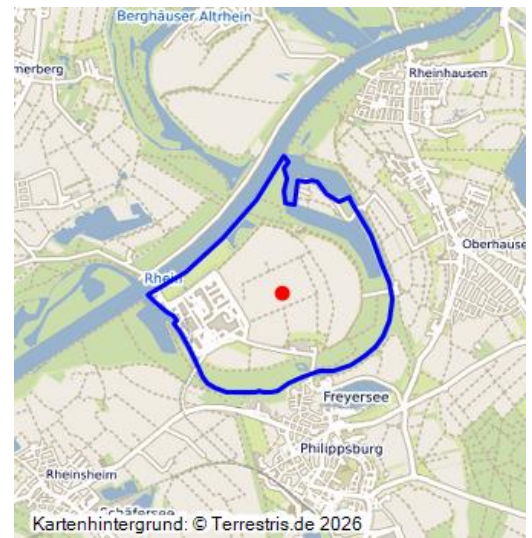 Berghäuser Altrhein
merberg
Rheinhausen
Oberhause
Rhein
Freyersee
Philippsburg
Rheinsheim
Schäfersee
Kartenhintergrund: © Terrestris.de 2026